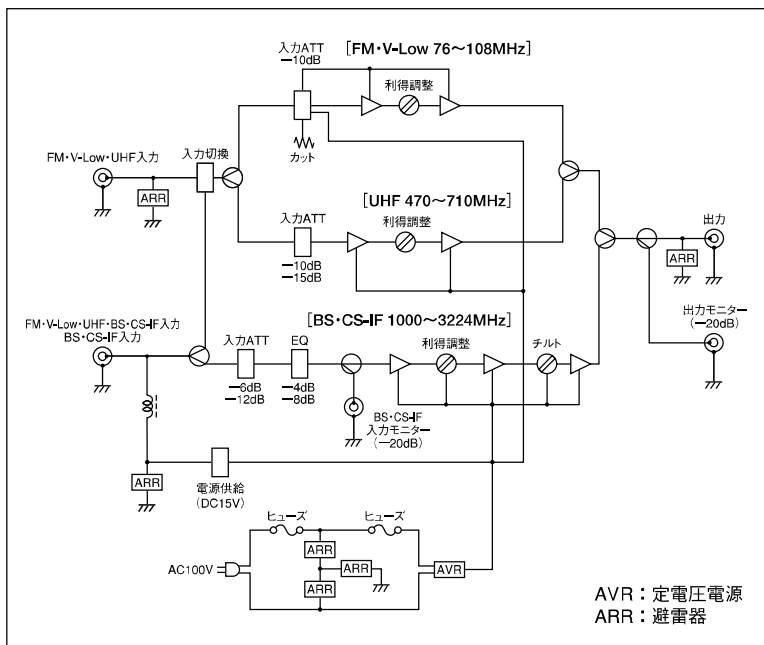 入力ATT
−10dB
[FM・V-Low 76〜108MHz]
利得調整
カット
FM・V-Low・UHF入力
入力切換
ARR
入力ATT
−10dB
−15dB
[UHF 470〜710MHz]
利得調整
出力
ARR
出力モニター
(−20dB)
FM・V-Low・UHF・BS・CS-IF入力
BS・CS-IF入力
[BS・CS-IF 1000〜3224MHz]
入力ATT
−6dB
−12dB
EQ
−4dB
−8dB
利得調整
チルト
BS・CS-IF
入力モニター
(−20dB)
ARR
電源供給
(DC15V)
ヒューズ
ヒューズ
AC100V
ARR
ARR
ARR
AVR
AVR：定電圧電源
ARR：避雷器